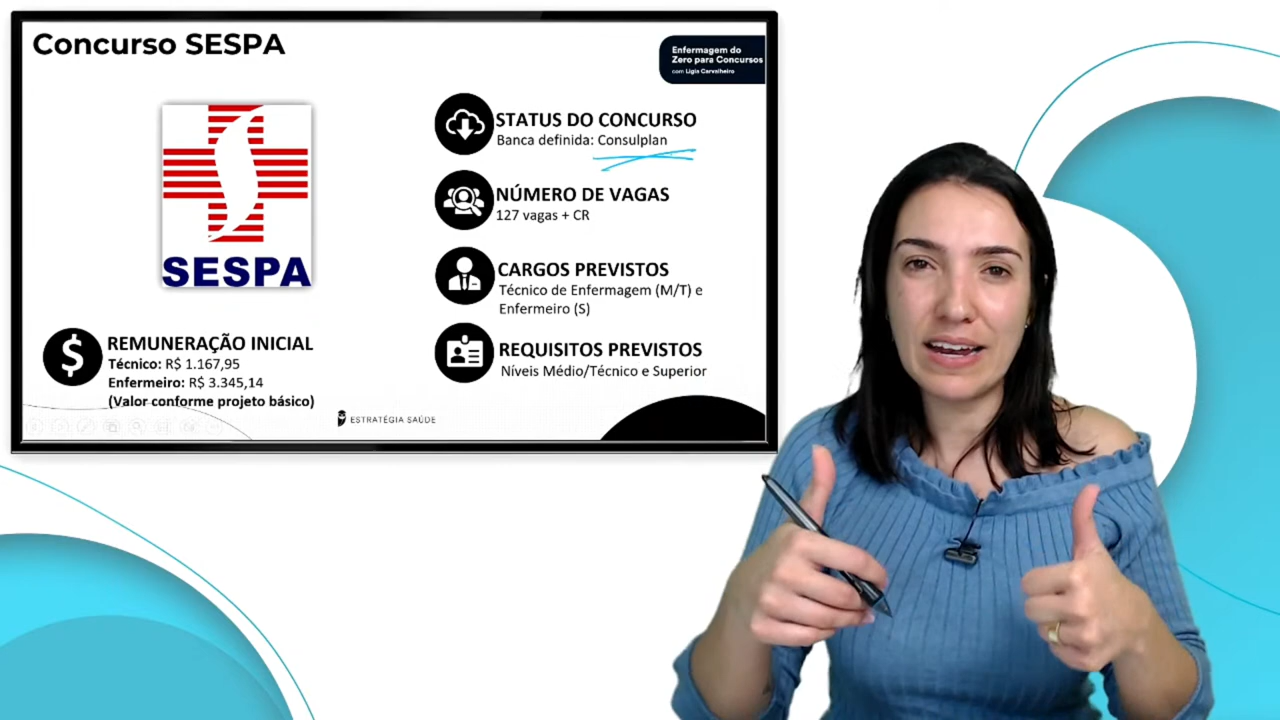 Concurso SESPA
Enfermagem do
Zero para Concursos
com Ligia Carvalheiro
SESPA
STATUS DO CONCURSO
Banca definida: Consulplan
NÚMERO DE VAGAS
127 vagas + CR
CARGOS PREVISTOS
Técnico de Enfermagem (M/T) e
Enfermeiro (S)
REQUISITOS PREVISTOS
Níveis Médio/Técnico e Superior
REMUNERAÇÃO INICIAL
Técnico: R$ 1.167,95
Enfermeiro: R$ 3.345,14
(Valor conforme projeto básico)
ESTRATÉGIA SAÚDE